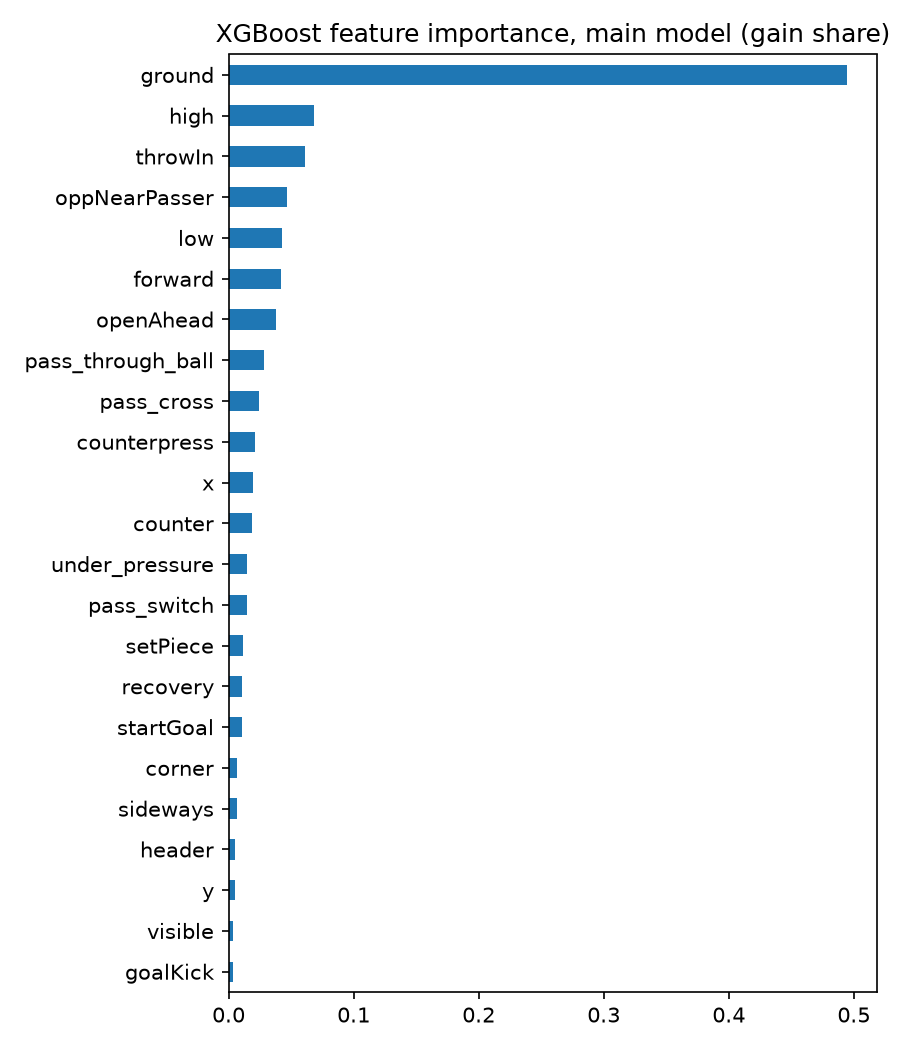 XGBoost feature importance, main model (gain share)
ground
high
throwIn
oppNearPasser
low
forward
openAhead
pass_through_ball
pass_cross
counterpress
x
counter
under_pressure
pass_switch
setPiece
recovery
startGoal
corner
sideways
header
y
visible
goalKick
0.0 0.1 0.2 0.3 0.4 0.5